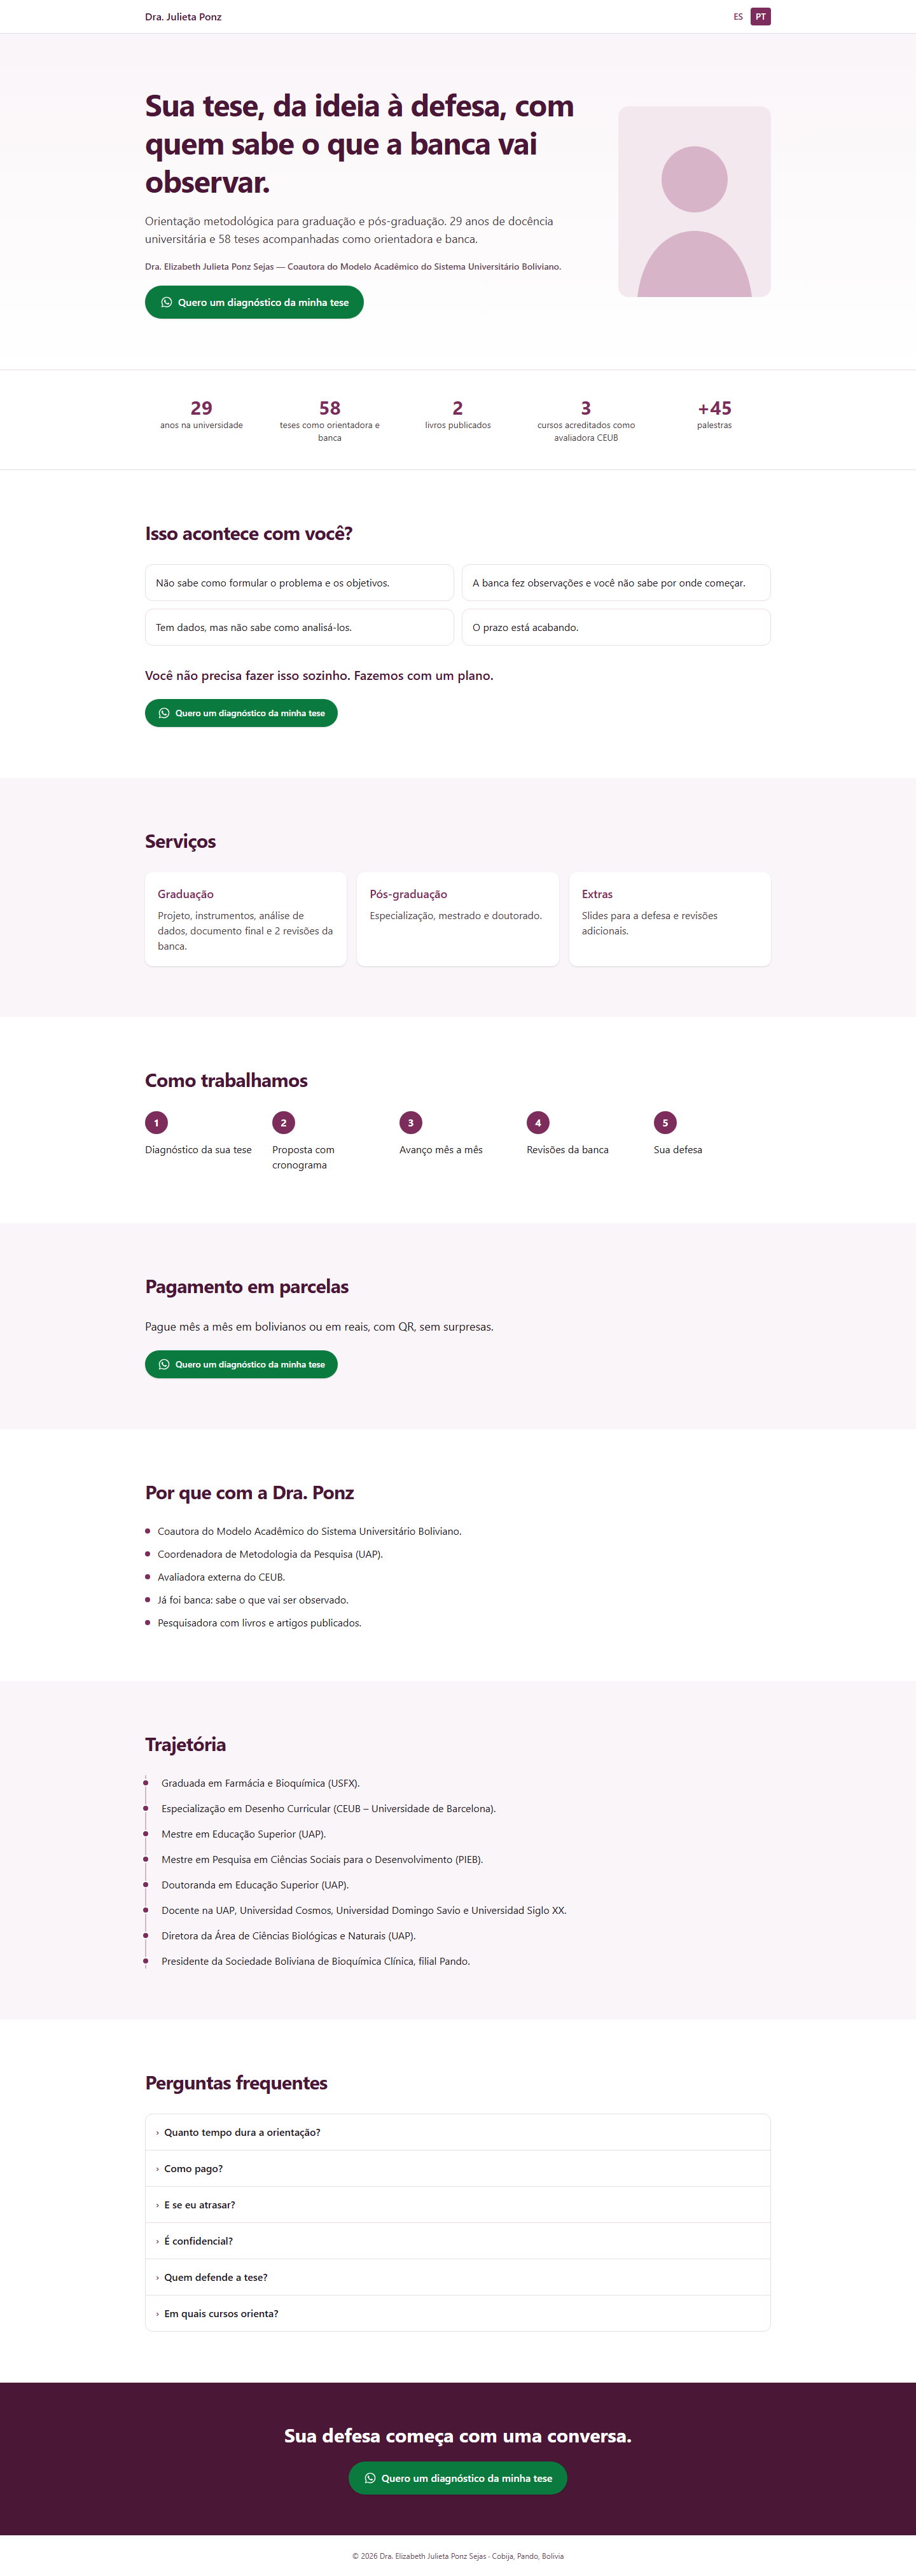 Dra. Julieta Ponz
ES PT
Sua tese, da ideia à defesa, com
quem sabe o que a banca vai
observar.
Orientação metodológica para graduação e pós-graduação. 29 anos de docência
universitária e 58 teses acompanhadas como orientadora e banca.
Dra. Elizabeth Julieta Ponz Sejas — Coautora do Modelo Acadêmico do Sistema Universitário Boliviano.
Quero um diagnóstico da minha tese
29
anos na universidade
58
teses como orientadora e
banca
2
livros publicados
3
cursos acreditados como
avaliadora CEUB
+45
palestras
Isso acontece com você?
Não sabe como formular o problema e os objetivos.
A banca fez observações e você não sabe por onde começar.
Tem dados, mas não sabe como analisá-los.
O prazo está acabando.
Você não precisa fazer isso sozinho. Fazemos com um plano.
Quero um diagnóstico da minha tese
Serviços
Graduação
Projeto, instrumentos, análise de
dados, documento final e 2 revisões da
banca.
Pós-graduação
Especialização, mestrado e doutorado.
Extras
Slides para a defesa e revisões
adicionais.
Como trabalhamos
1
Diagnóstico da sua tese
2
Proposta com
cronograma
3
Avanço mês a mês
4
Revisões da banca
5
Sua defesa
Pagamento em parcelas
Pague mês a mês em bolivianos ou em reais, com QR, sem surpresas.
Quero um diagnóstico da minha tese
Por que com a Dra. Ponz
Coautora do Modelo Acadêmico do Sistema Universitário Boliviano.
Coordenadora de Metodologia da Pesquisa (UAP).
Avaliadora externa do CEUB.
Já foi banca: sabe o que vai ser observado.
Pesquisadora com livros e artigos publicados.
Trajetória
Graduada em Farmácia e Bioquímica (USFX).
Especialização em Desenho Curricular (CEUB – Universidade de Barcelona).
Mestre em Educação Superior (UAP).
Mestre em Pesquisa em Ciências Sociais para o Desenvolvimento (PIEB).
Doutoranda em Educação Superior (UAP).
Docente na UAP, Universidad Cosmos, Universidad Domingo Savio e Universidad Siglo XX.
Diretora da Área de Ciências Biológicas e Naturais (UAP).
Presidente da Sociedade Boliviana de Bioquímica Clínica, filial Pando.
Perguntas frequentes
› Quanto tempo dura a orientação?
› Como pago?
› E se eu atrasar?
› É confidencial?
› Quem defende a tese?
› Em quais cursos orienta?
Sua defesa começa com uma conversa.
Quero um diagnóstico da minha tese
© 2026 Dra. Elizabeth Julieta Ponz Sejas · Cobija, Pando, Bolivia